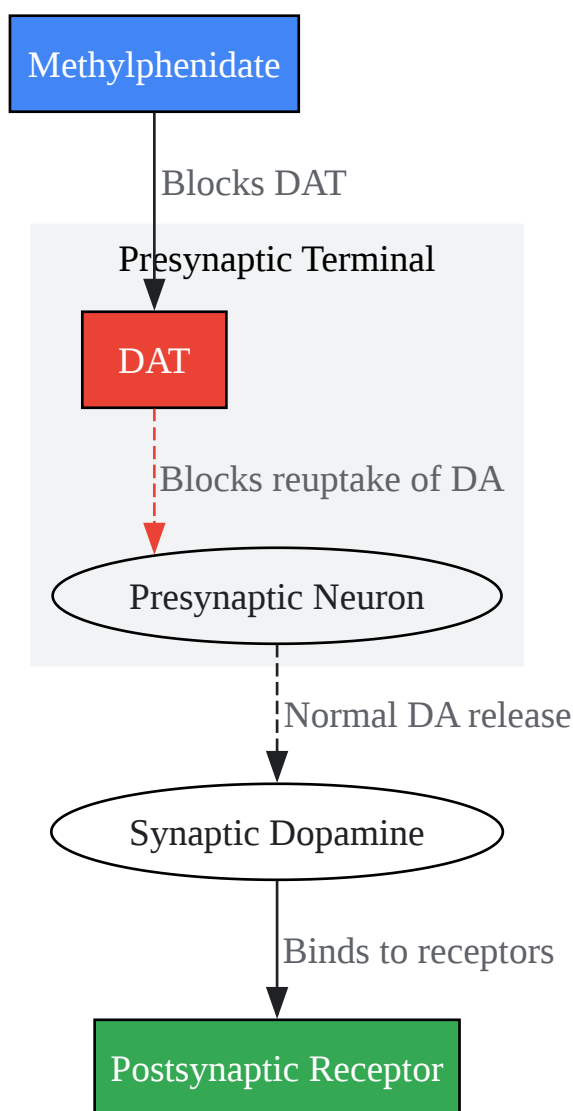 Methylphenidate
Blocks DAT
Presynaptic Terminal
DAT
Blocks reuptake of DA
Presynaptic Neuron
Normal DA release
Synaptic Dopamine
Binds to receptors
Postsynaptic Receptor